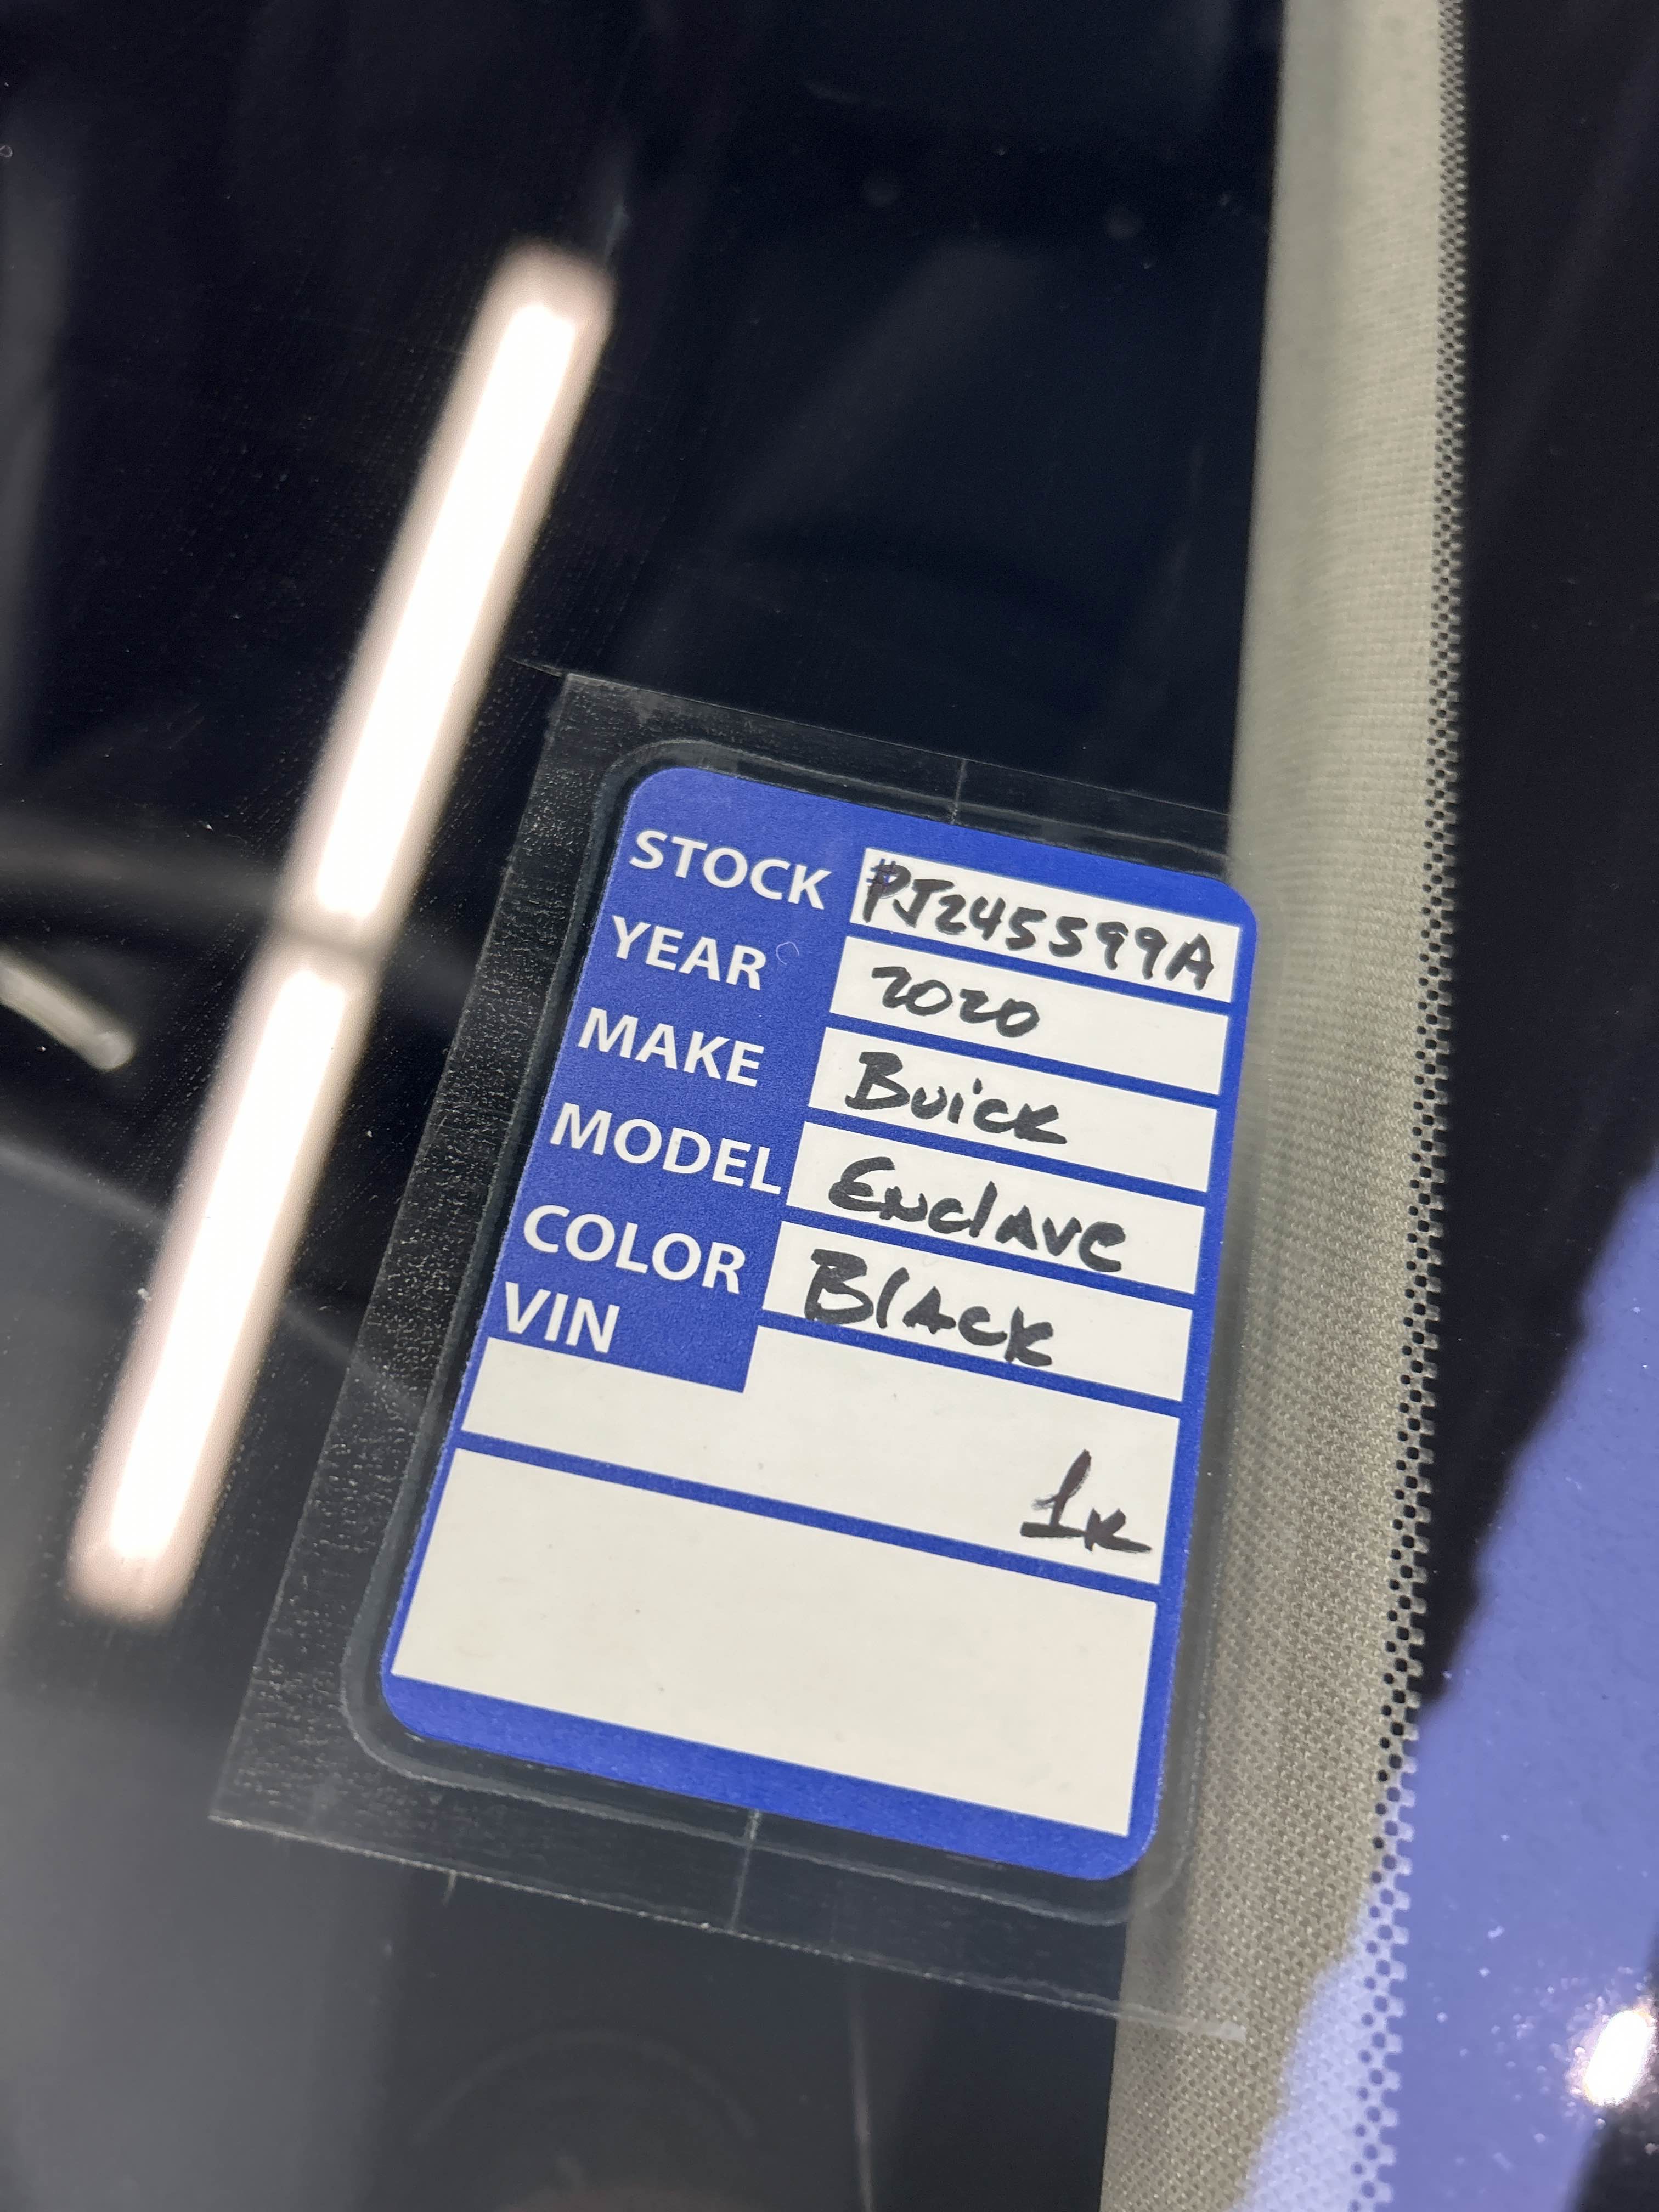 STOCK #PJ245599A
YEAR 2020
MAKE Buick
MODEL Enclave
COLOR Black
VIN
1K